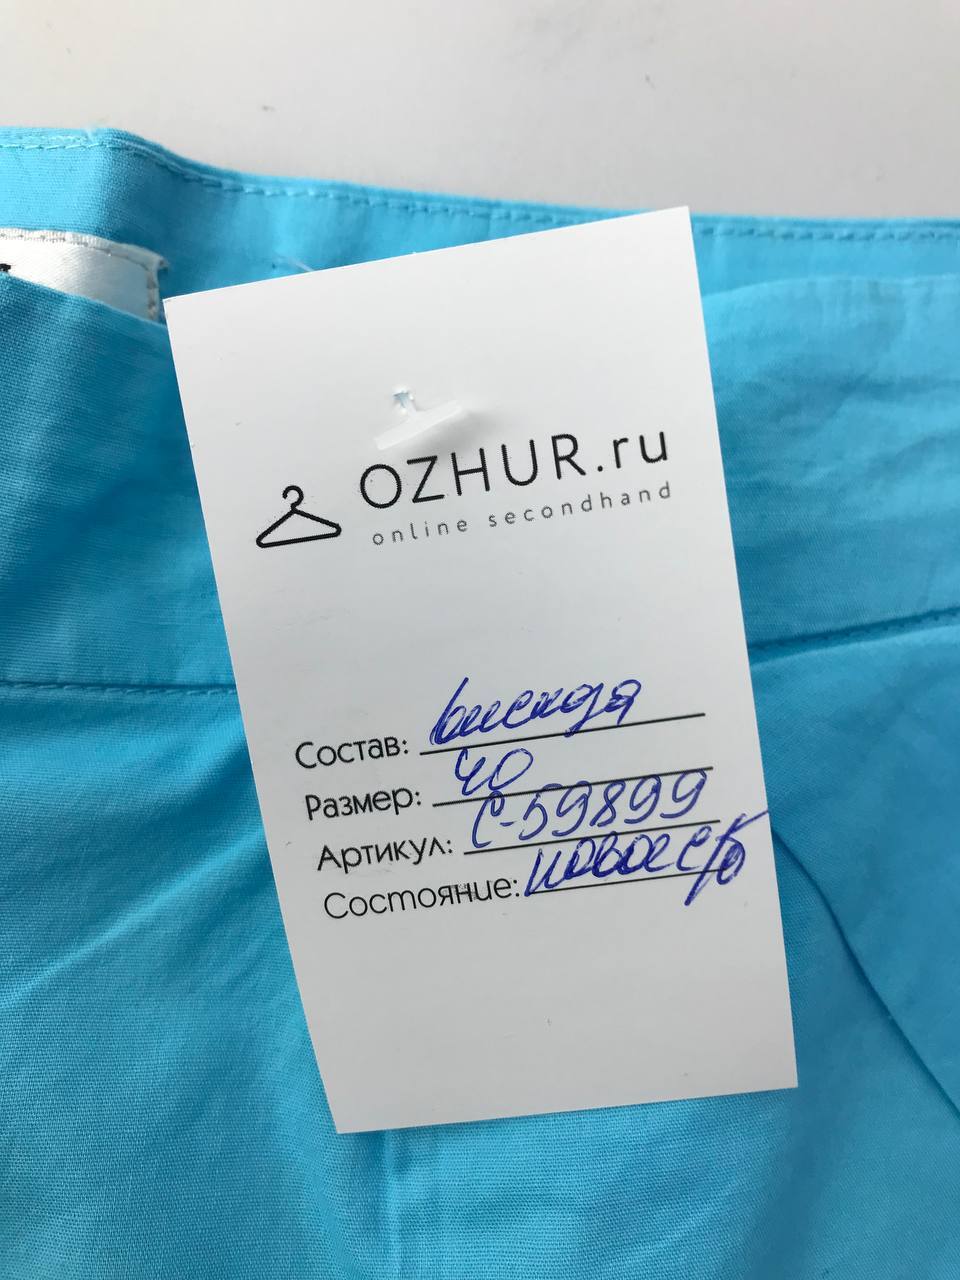 OZHUR.ru
online secondhand
Состав: вискоза
Размер: 40
Артикул: С-59899
Состояние: новое с/б